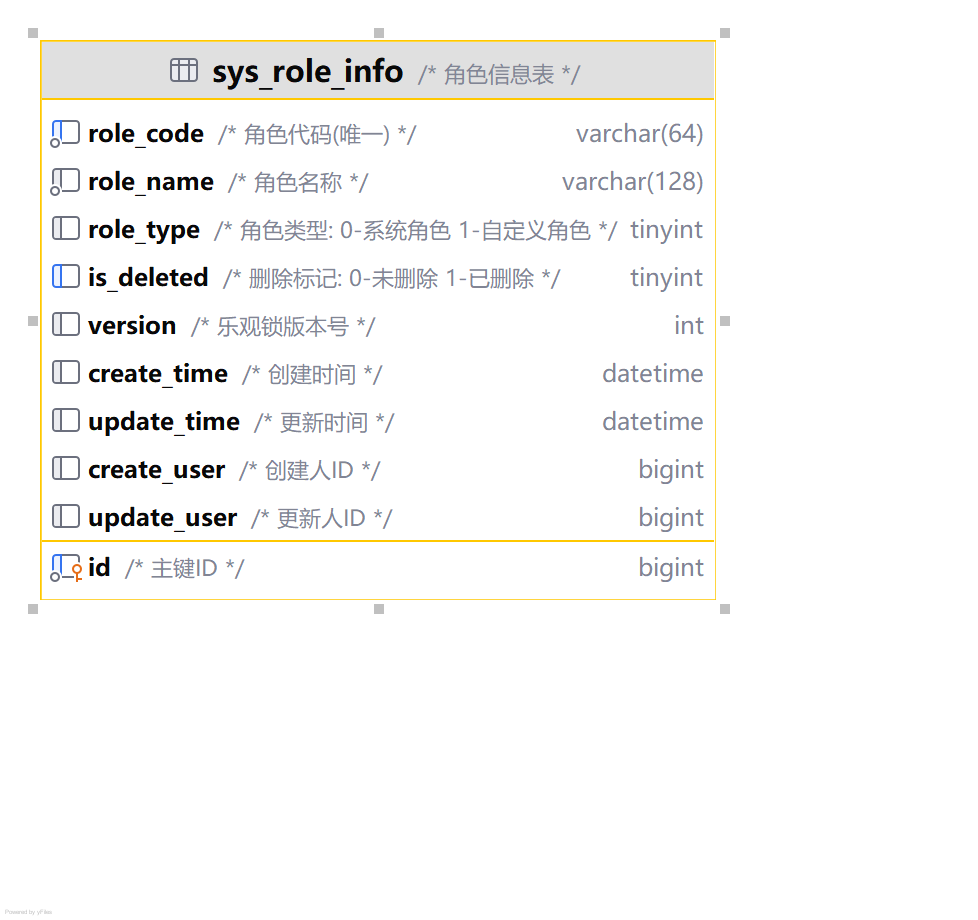 sys_role_info /* 角色信息表 */
role_code /* 角色代码(唯一) */ varchar(64)
role_name /* 角色名称 */ varchar(128)
role_type /* 角色类型: 0-系统角色 1-自定义角色 */ tinyint
is_deleted /* 删除标记: 0-未删除 1-已删除 */ tinyint
version /* 乐观锁版本号 */ int
create_time /* 创建时间 */ datetime
update_time /* 更新时间 */ datetime
create_user /* 创建人ID */ bigint
update_user /* 更新人ID */ bigint
id /* 主键ID */ bigint
Powered by yFiles